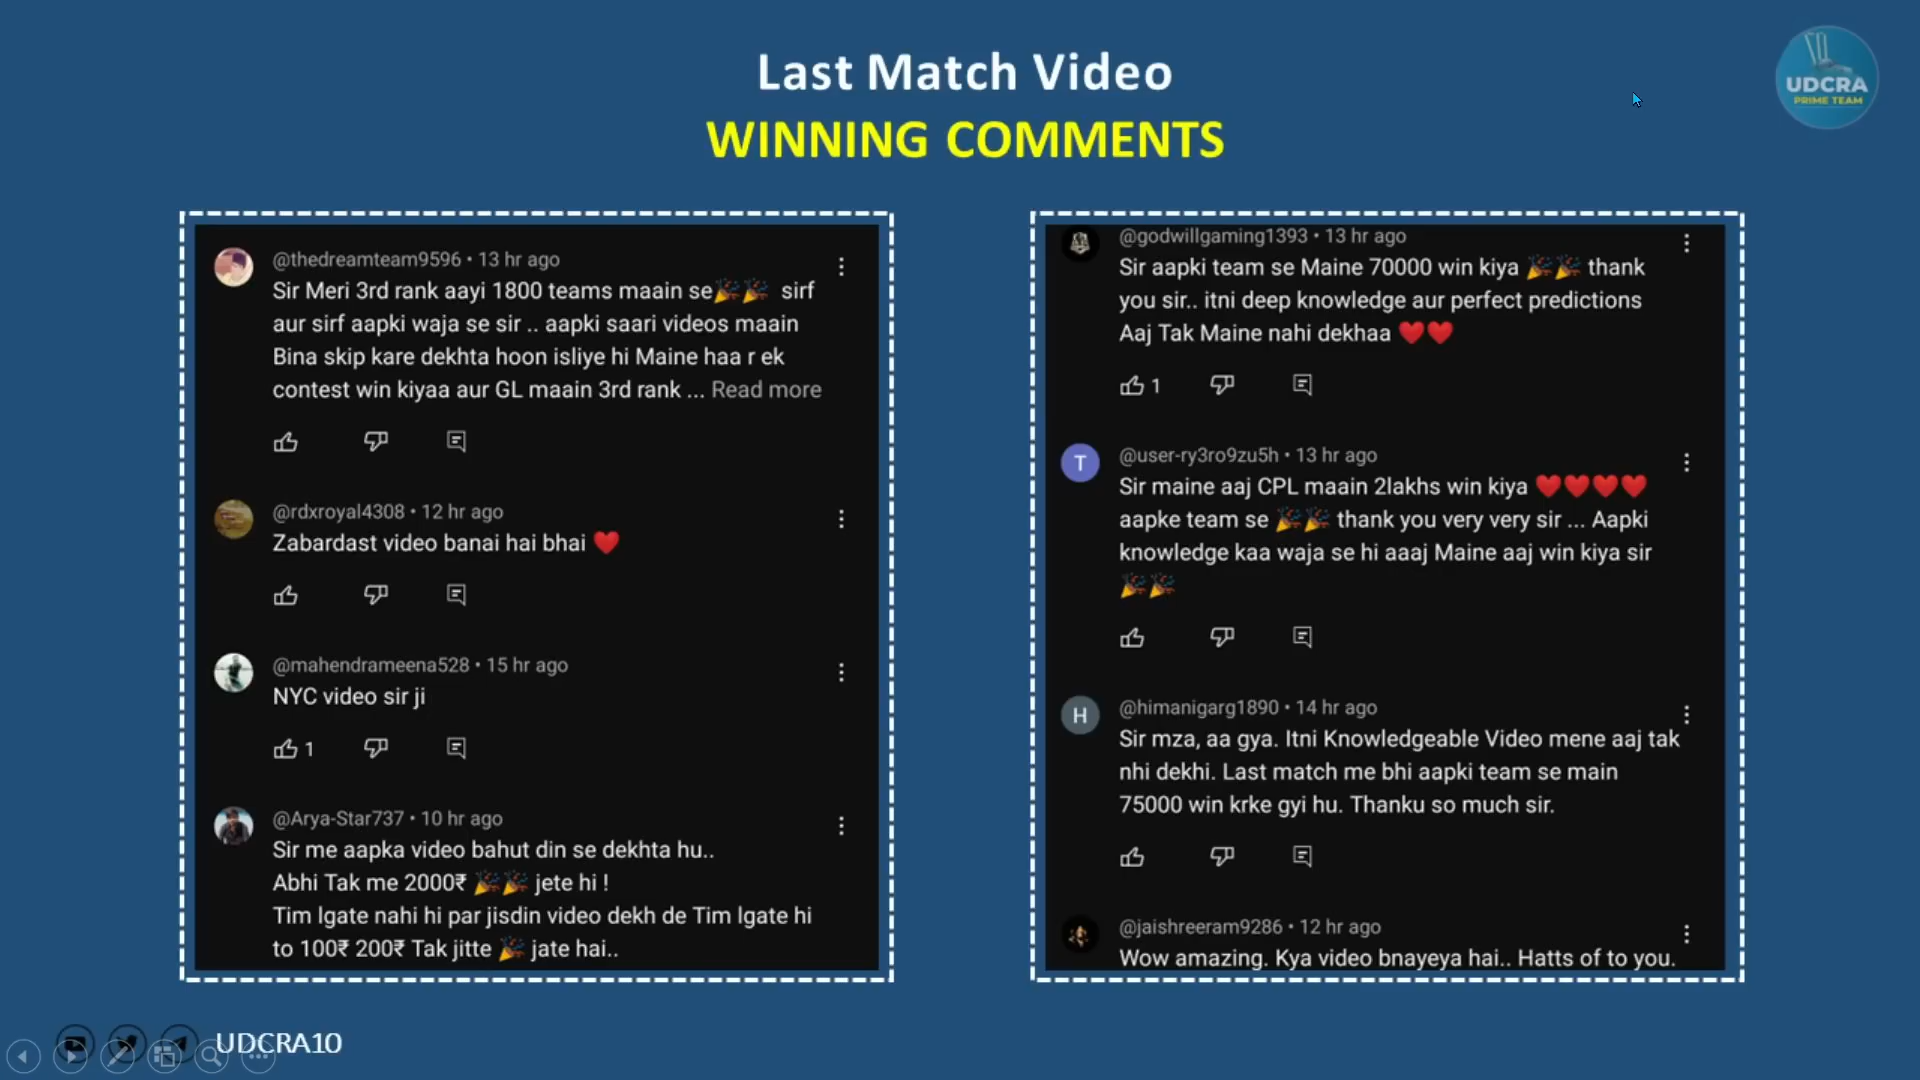 Last Match Video
WINNING COMMENTS
UDCRA
PRIME TEAM
@thedreamteam9596 • 13 hr ago
Sir Meri 3rd rank aayi 1800 teams maain se🎉🎉 sirf
aur sirf aapki waja se sir .. aapki saari videos maain
Bina skip kare dekhta hoon isliye hi Maine haa r ek
contest win kiyaa aur GL maain 3rd rank ... Read more
@rdxroyal4308 • 12 hr ago
Zabardast video banai hai bhai ❤️
@mahendrameena528 • 15 hr ago
NYC video sir ji
1
@Arya-Star737 • 10 hr ago
Sir me aapka video bahut din se dekhta hu..
Abhi Tak me 2000₹ 🎉🎉 jete hi !
Tim lgate nahi hi par jisdin video dekh de Tim lgate hi
to 100₹ 200₹ Tak jitte 🎉 jate hai..
@godwillgaming1393 • 13 hr ago
Sir aapki team se Maine 70000 win kiya 🎉🎉 thank
you sir.. itni deep knowledge aur perfect predictions
Aaj Tak Maine nahi dekhaa ❤️❤️
1
T
@user-ry3ro9zu5h • 13 hr ago
Sir maine aaj CPL maain 2lakhs win kiya ❤️❤️❤️❤️
aapke team se 🎉🎉 thank you very very sir ... Aapki
knowledge kaa waja se hi aaaj Maine aaj win kiya sir
🎉🎉
H
@himanigarg1890 • 14 hr ago
Sir mza, aa gya. Itni Knowledgeable Video mene aaj tak
nhi dekhi. Last match me bhi aapki team se main
75000 win krke gyi hu. Thanku so much sir.
@jaishreeram9286 • 12 hr ago
Wow amazing. Kya video bnayeya hai.. Hatts of to you.
UDCRA10